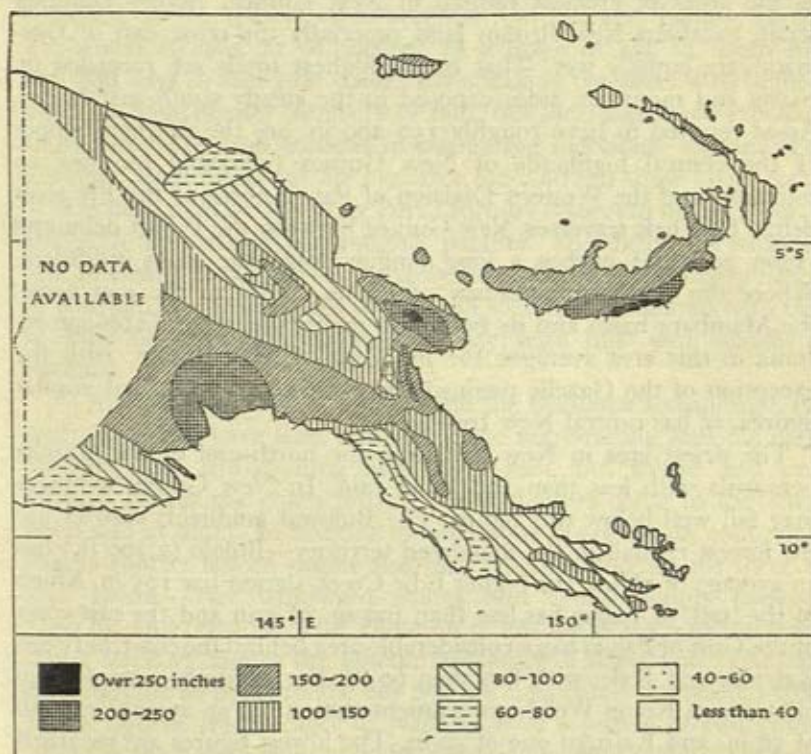 5°S
NO DATA
AVAILABLE
10°
145° E 150°
Over 250 inches 150-200 80-100 40-60
200-250 100-150 60-80 Less than 40